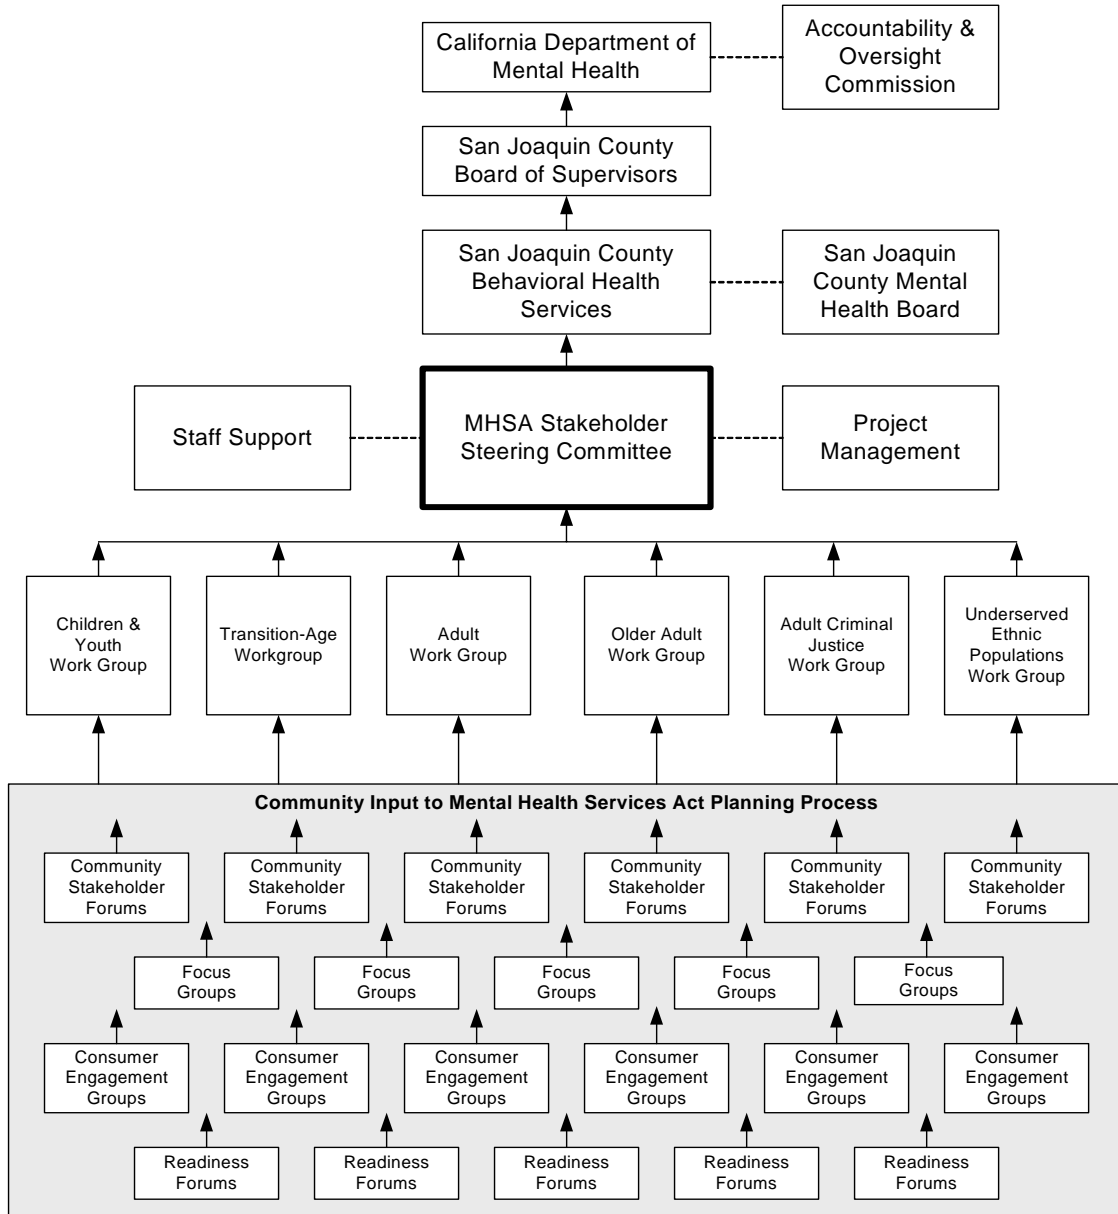 California Department of
Mental Health
Accountability &
Oversight
Commission
San Joaquin County
Board of Supervisors
San Joaquin County
Behavioral Health
Services
San Joaquin
County Mental
Health Board
Staff Support
MHSA Stakeholder
Steering Committee
Project
Management
Children &
Youth
Work Group
Transition-Age
Workgroup
Adult
Work Group
Older Adult
Work Group
Adult Criminal
Justice
Work Group
Underserved
Ethnic
Populations
Work Group
Community Input to Mental Health Services Act Planning Process
Community
Stakeholder
Forums
Community
Stakeholder
Forums
Community
Stakeholder
Forums
Community
Stakeholder
Forums
Community
Stakeholder
Forums
Community
Stakeholder
Forums
Focus
Groups
Focus
Groups
Focus
Groups
Focus
Groups
Focus
Groups
Consumer
Engagement
Groups
Consumer
Engagement
Groups
Consumer
Engagement
Groups
Consumer
Engagement
Groups
Consumer
Engagement
Groups
Consumer
Engagement
Groups
Readiness
Forums
Readiness
Forums
Readiness
Forums
Readiness
Forums
Readiness
Forums